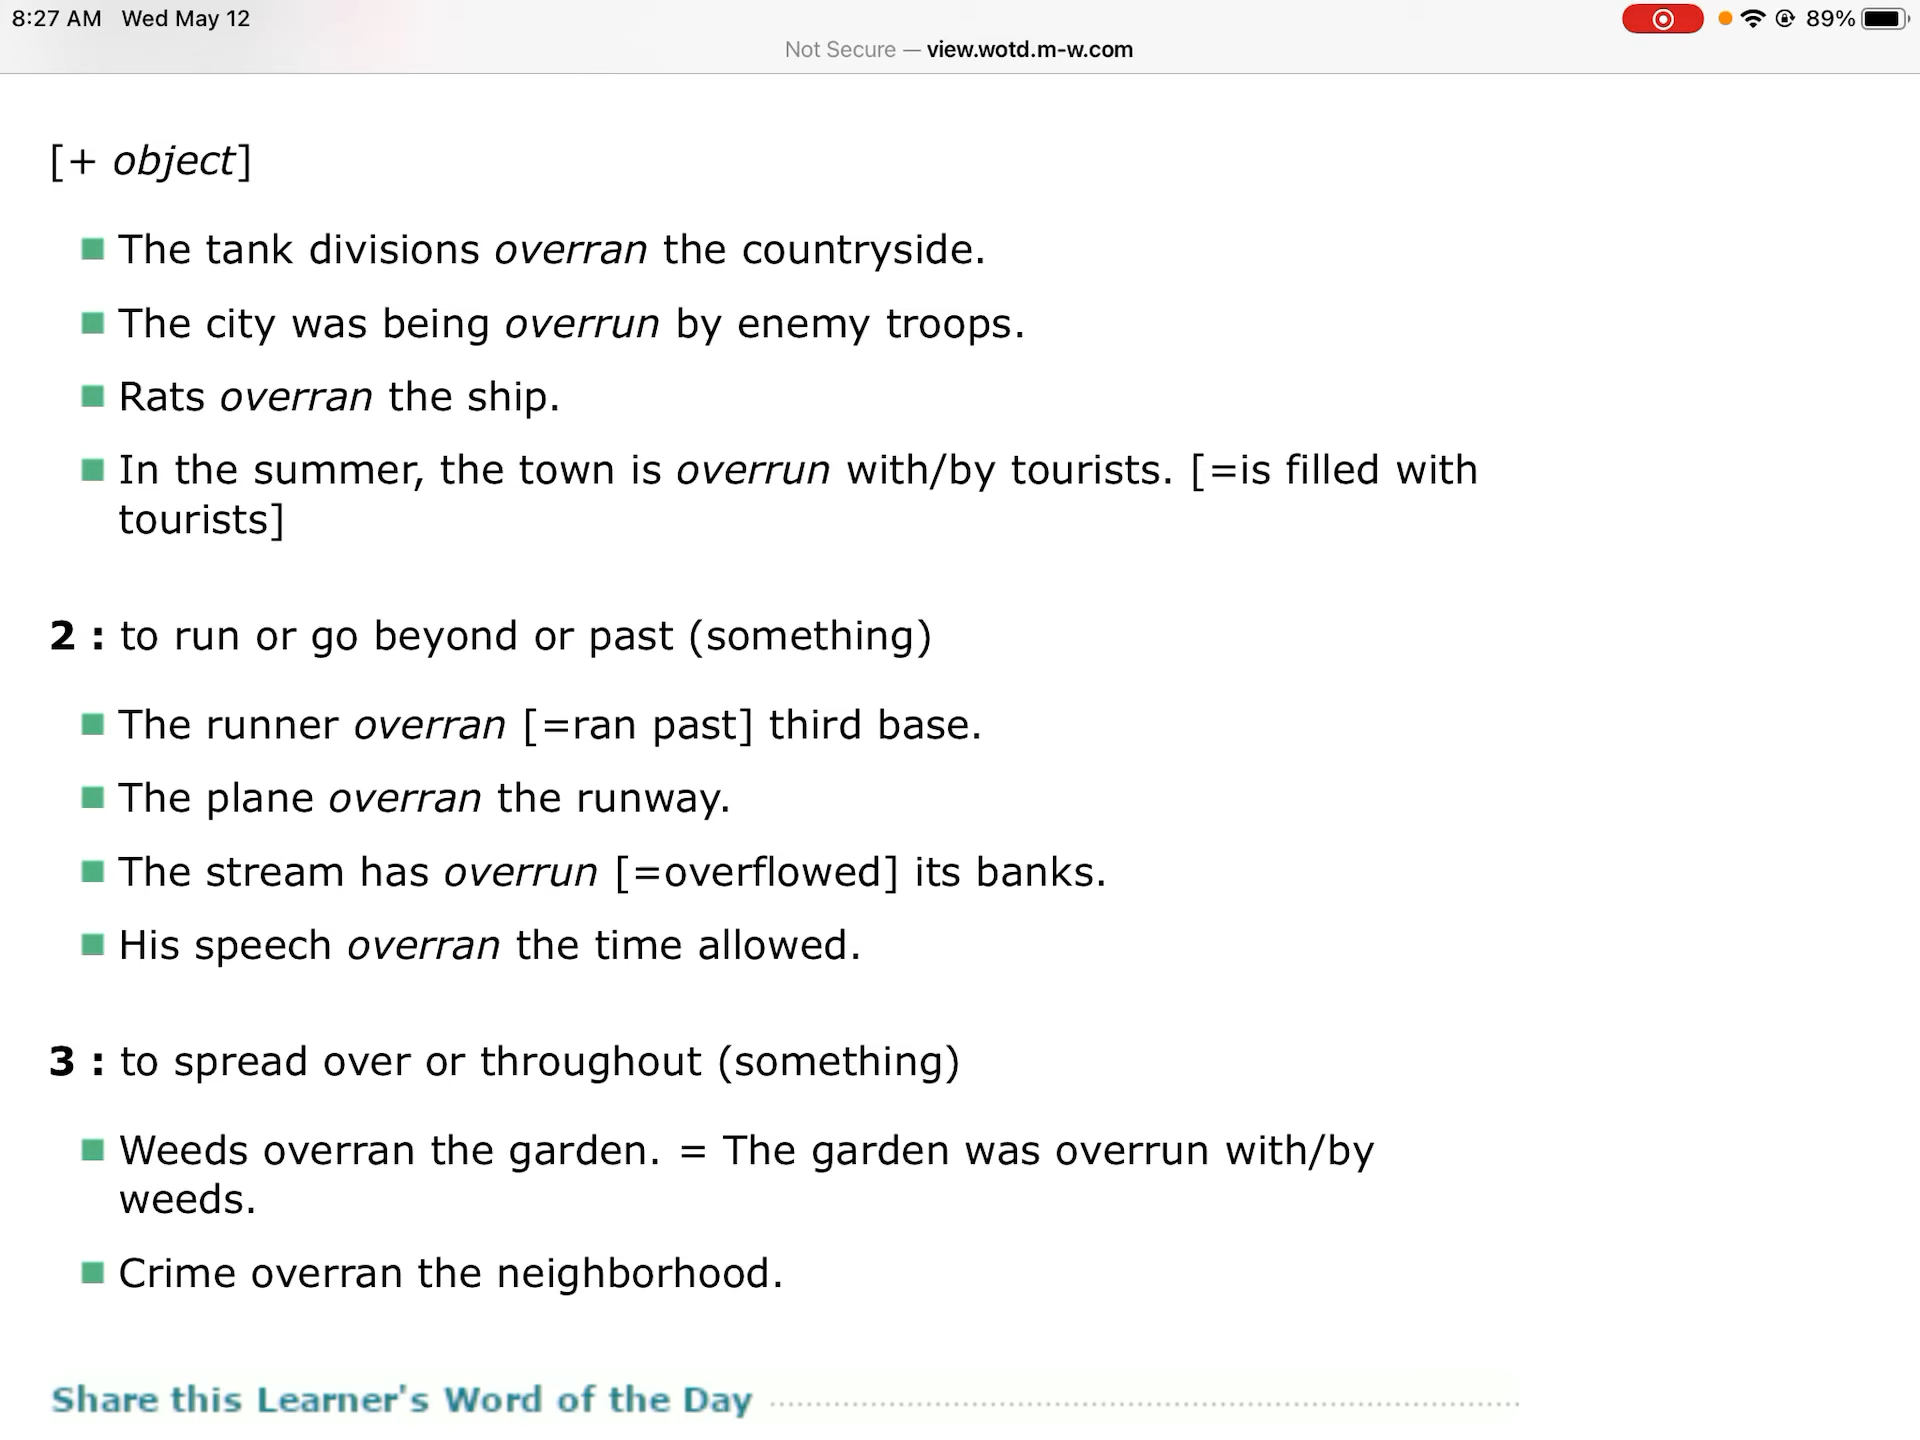 8:27 AM Wed May 12
89%
Not Secure — view.wotd.m-w.com
[+ object]
The tank divisions overran the countryside.
The city was being overrun by enemy troops.
Rats overran the ship.
In the summer, the town is overrun with/by tourists. [=is filled with
tourists]
2 : to run or go beyond or past (something)
The runner overran [=ran past] third base.
The plane overran the runway.
The stream has overrun [=overflowed] its banks.
His speech overran the time allowed.
3 : to spread over or throughout (something)
Weeds overran the garden. = The garden was overrun with/by
weeds.
Crime overran the neighborhood.
Share this Learner's Word of the Day